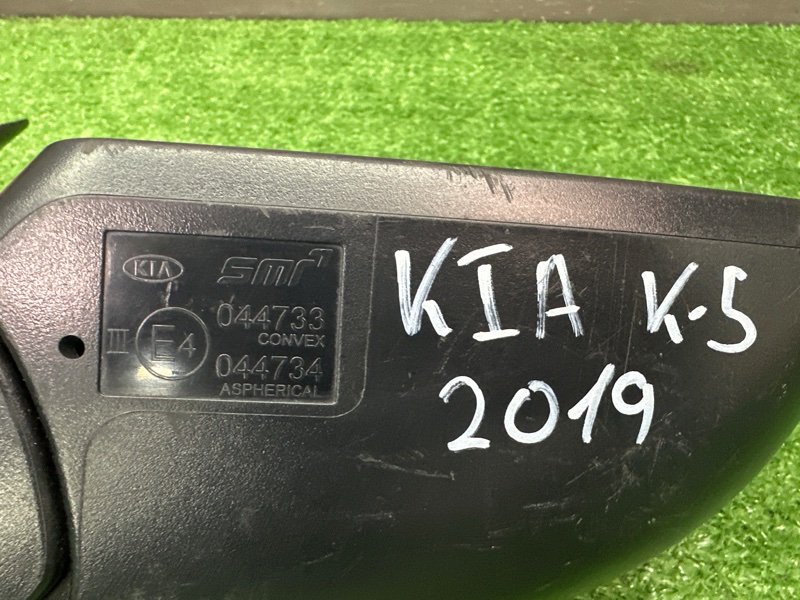 KIA
SMR
044733
CONVEX
III E4
044734
ASPHERICAL
KIA K-5
2019